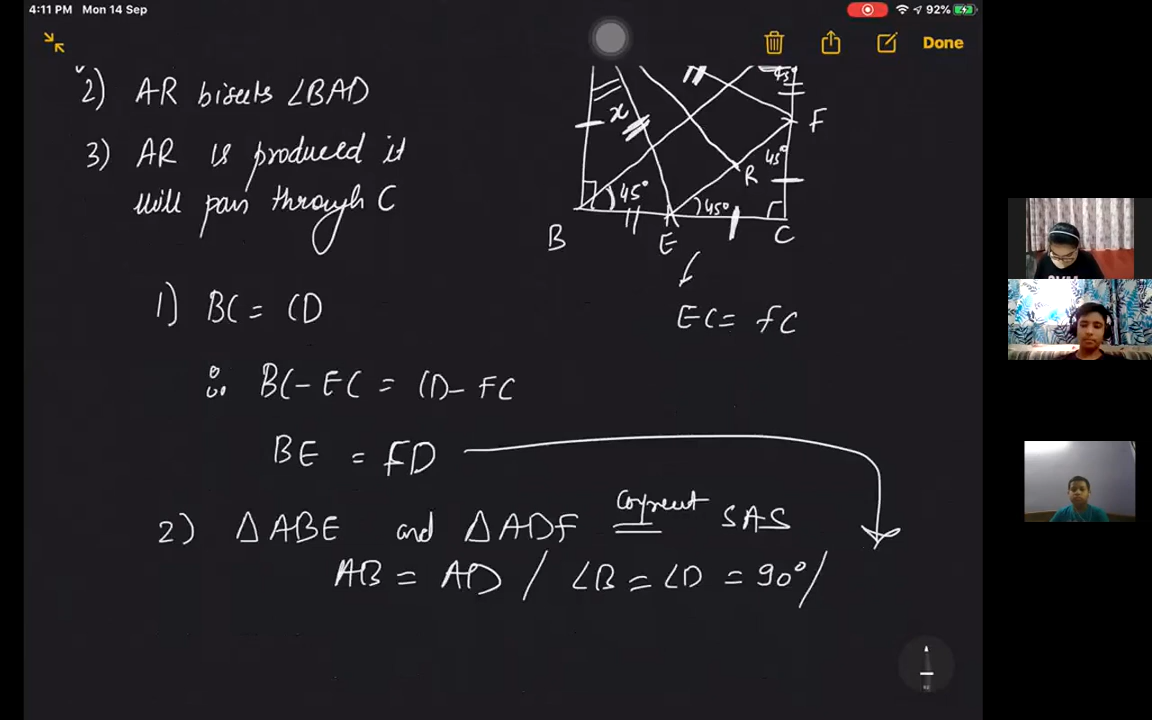 4:11 PM Mon 14 Sep
92%
Done
2) AR bisects ∠BAD
3) AR is produced it
will pass through C
x
45°
F
45°
R
45°
45°
B
E
C
EC = FC
1) BC = CD
∴ BC - EC = CD - FC
BE = FD
2) △ABE and △ADF congruent SAS
AB = AD / ∠B = ∠D = 90° /